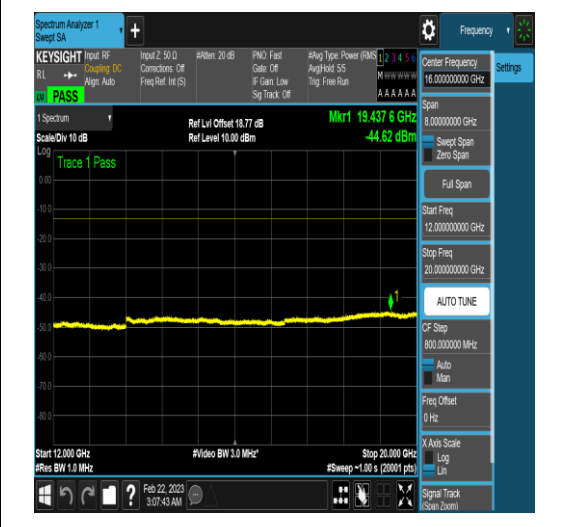 Spectrum Analyzer 1
Swept SA
Frequency
KEYSIGHT
RL
PASS
Input: RF
Coupling: DC
Align: Auto
Input Z: 50 Ω
Corrections: Off
Freq Ref: Int (S)
#Atten: 20 dB
PNO: Fast
Gate: Off
IF Gain: Low
Sig Track: Off
#Avg Type: Power (RMS
Avg|Hold: 5/5
Trig: Free Run
1 2 3 4 5 6
M W W W W W
A A A A A A
1 Spectrum
Scale/Div 10 dB
Ref Lvl Offset 18.77 dB
Ref Level 10.00 dBm
Mkr1 19.437 6 GHz
-44.62 dBm
Log
Trace 1 Pass
0.00
-10.0
-20.0
-30.0
-40.0
-50.0
-60.0
-70.0
-80.0
1
Start 12.000 GHz
#Res BW 1.0 MHz
#Video BW 3.0 MHz*
Stop 20.000 GHz
#Sweep ~1.00 s (20001 pts)
Feb 22, 2023
3:07:43 AM
Settings
Center Frequency
16.000000000 GHz
Span
8.00000000 GHz
Swept Span
Zero Span
Full Span
Start Freq
12.000000000 GHz
Stop Freq
20.000000000 GHz
AUTO TUNE
CF Step
800.000000 MHz
Auto
Man
Freq Offset
0 Hz
X Axis Scale
Log
Lin
Signal Track
(Span Zoom)